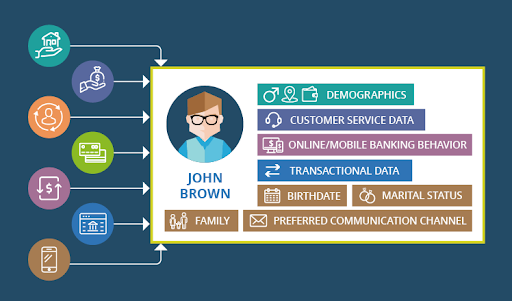 DEMOGRAPHICS
CUSTOMER SERVICE DATA
ONLINE/MOBILE BANKING BEHAVIOR
JOHN
BROWN
TRANSACTIONAL DATA
BIRTHDATE
MARITAL STATUS
FAMILY
PREFERRED COMMUNICATION CHANNEL